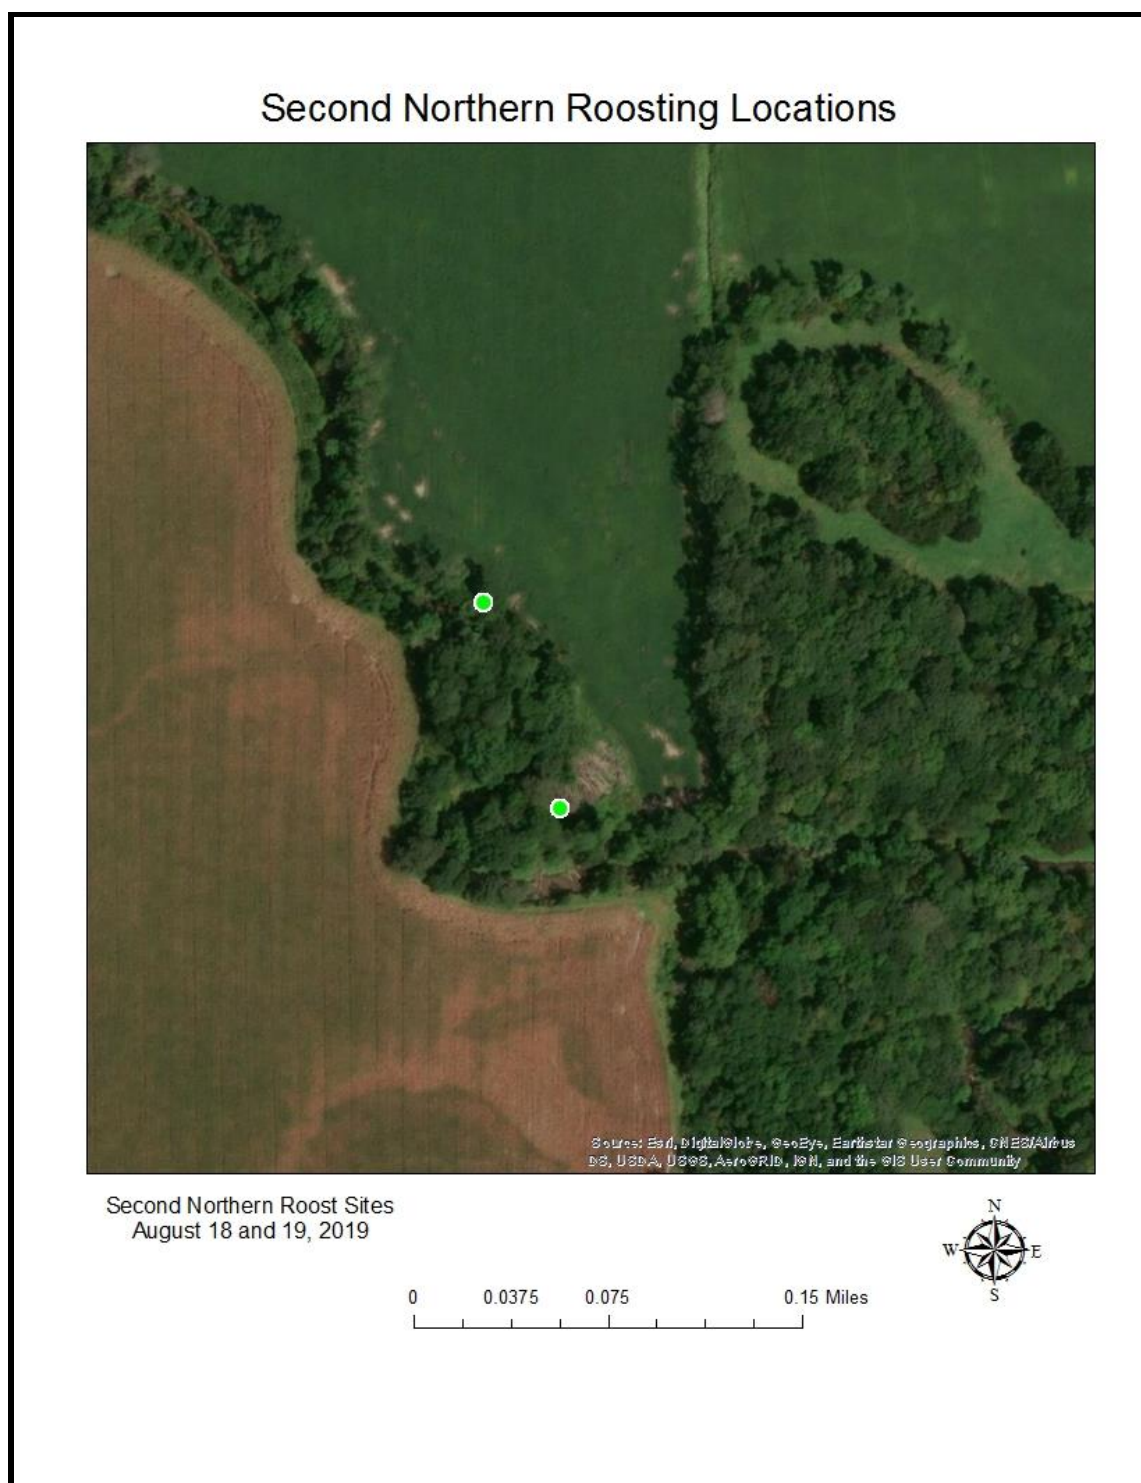 Second Northern Roosting Locations
Source: Esri, DigitalGlobe, GeoEye, Earthstar Geographics, CNES/Airbus
DS, USDA, USGS, AeroGRID, IGN, and the GIS User Community
Second Northern Roost Sites
August 18 and 19, 2019
N
W E
S
0 0.0375 0.075 0.15 Miles